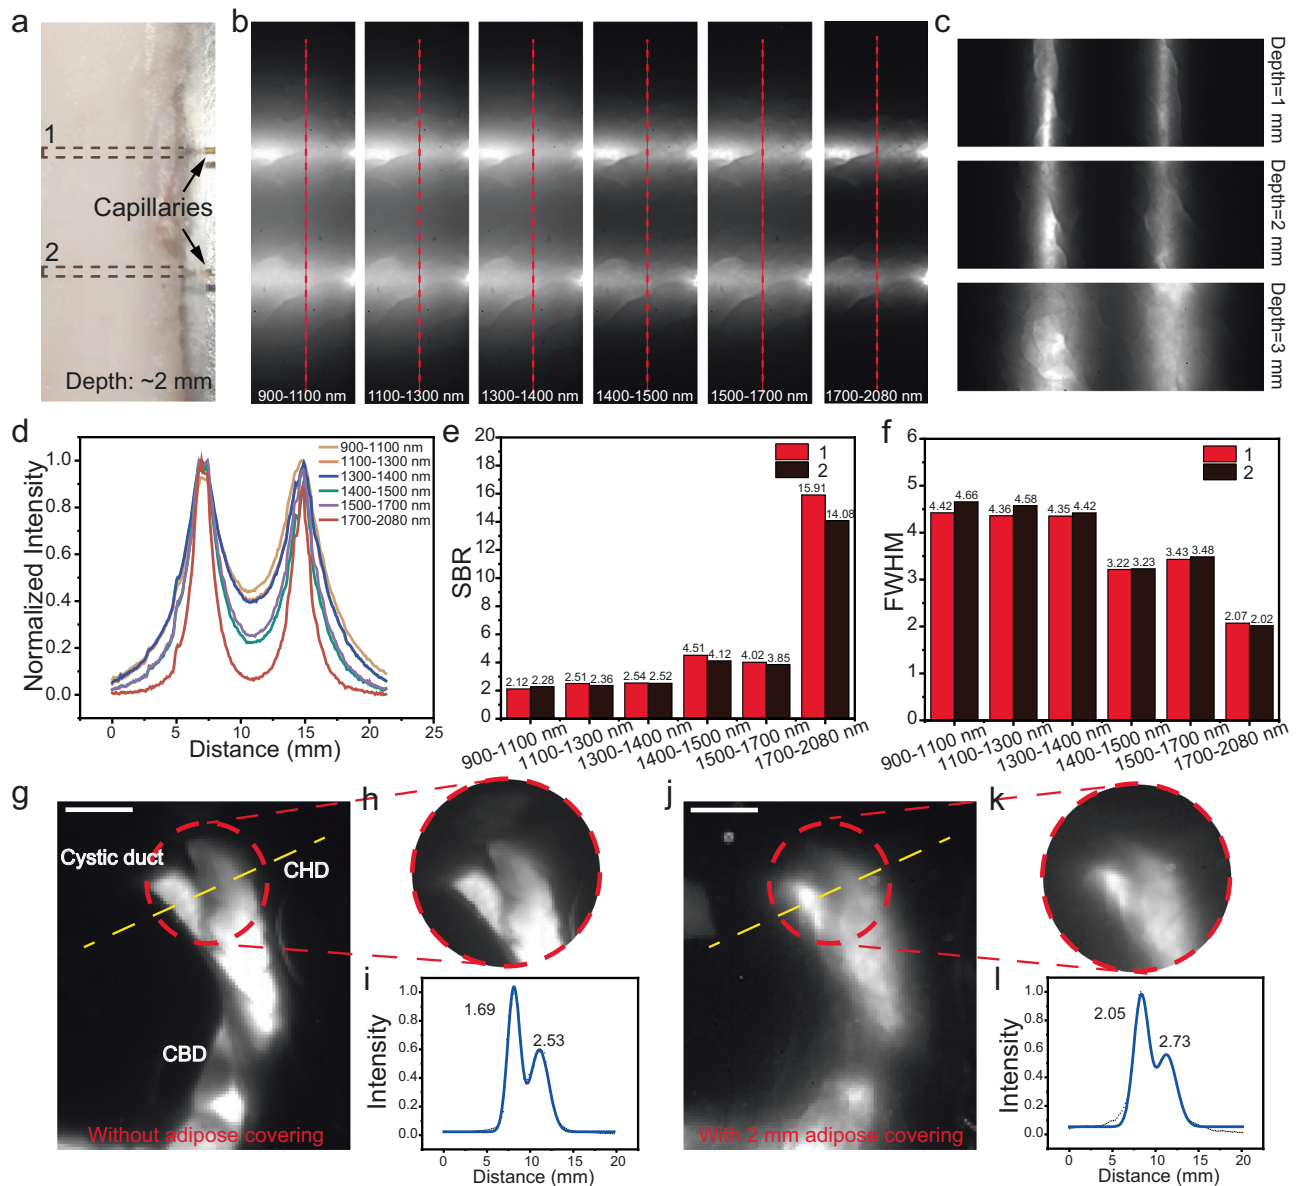 a
1
Capillaries
2
Depth: ~2 mm
b
900-1100 nm
1100-1300 nm
1300-1400 nm
1400-1500 nm
1500-1700 nm
1700-2080 nm
c
Depth=1 mm
Depth=2 mm
Depth=3 mm
d
Normalized Intensity
1.0
0.8
0.6
0.4
0.2
0.0
900-1100 nm
1100-1300 nm
1300-1400 nm
1400-1500 nm
1500-1700 nm
1700-2080 nm
0
5
10
15
20
25
Distance (mm)
e
SBR
20
18
16
14
12
10
8
6
4
2
0
1
2
2.12
2.28
2.51
2.36
2.54
2.52
4.51
4.12
4.02
3.85
15.91
14.08
900-1100 nm
1100-1300 nm
1300-1400 nm
1400-1500 nm
1500-1700 nm
1700-2080 nm
f
FWHM
6
5
4
3
2
1
0
1
2
4.42
4.66
4.36
4.58
4.35
4.42
3.22
3.23
3.43
3.48
2.07
2.02
900-1100 nm
1100-1300 nm
1300-1400 nm
1400-1500 nm
1500-1700 nm
1700-2080 nm
g
Cystic duct
CHD
CBD
Without adipose covering
h
i
Intensity
1.0
0.8
0.6
0.4
0.2
0.0
1.69
2.53
0
5
10
15
20
Distance (mm)
j
With 2 mm adipose covering
k
l
Intensity
1.0
0.8
0.6
0.4
0.2
0.0
2.05
2.73
0
5
10
15
20
Distance (mm)